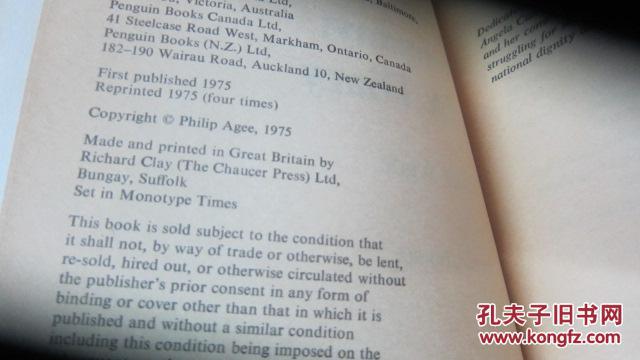 Baltimore,
Victoria, Australia
Penguin Books Canada Ltd,
41 Steelcase Road West, Markham, Ontario, Canada
Penguin Books (N.Z.) Ltd,
182–190 Wairau Road, Auckland 10, New Zealand
First published 1975
Reprinted 1975 (four times)
Copyright © Philip Agee, 1975
Made and printed in Great Britain by
Richard Clay (The Chaucer Press) Ltd,
Bungay, Suffolk
Set in Monotype Times
This book is sold subject to the condition that
it shall not, by way of trade or otherwise, be lent,
re-sold, hired out, or otherwise circulated without
the publisher's prior consent in any form of
binding or cover other than that in which it is
published and without a similar condition
including this condition being imposed on the
Angela
and her
struggling for
national dignity
孔夫子旧书网
www.kongfz.com